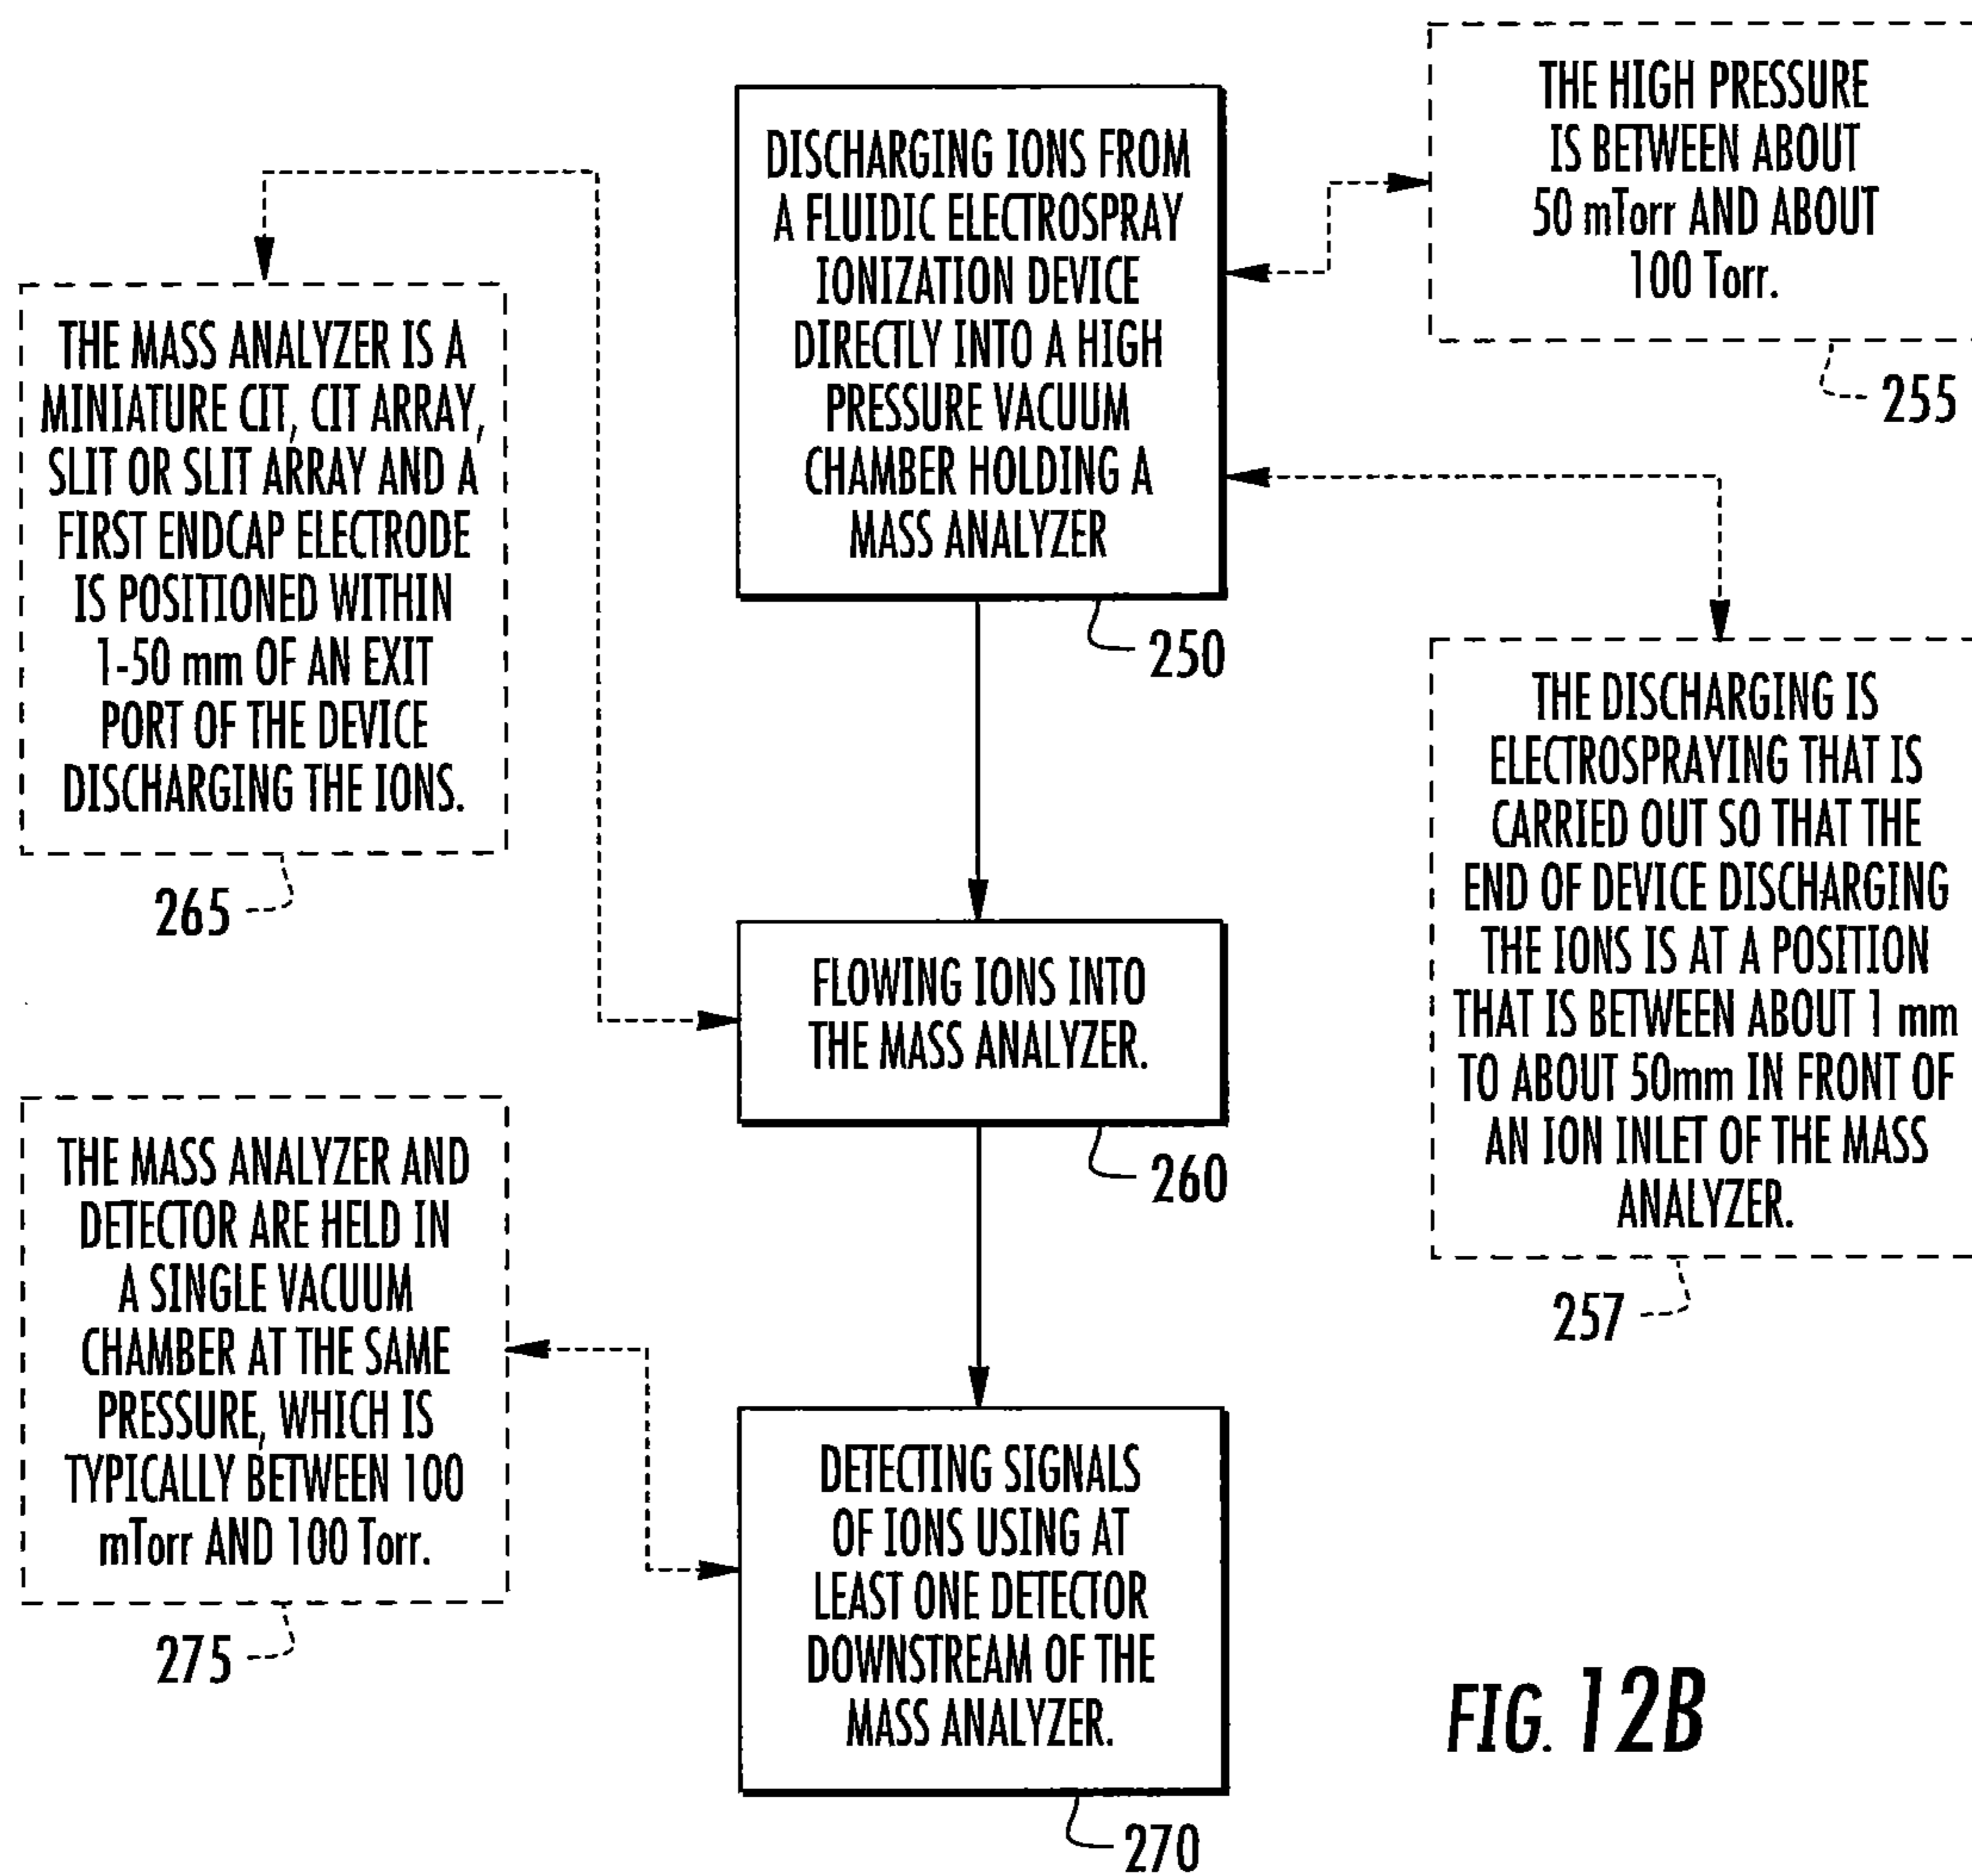 DISCHARGING IONS FROM
A FLUIDIC ELECTROSPRAY
IONIZATION DEVICE
DIRECTLY INTO A HIGH
PRESSURE VACUUM
CHAMBER HOLDING A
MASS ANALYZER
250
THE HIGH PRESSURE
IS BETWEEN ABOUT
50 mTorr AND ABOUT
100 Torr.
255
THE MASS ANALYZER IS A
MINIATURE CIT, CIT ARRAY,
SLIT OR SLIT ARRAY AND A
FIRST ENDCAP ELECTRODE
IS POSITIONED WITHIN
1-50 mm OF AN EXIT
PORT OF THE DEVICE
DISCHARGING THE IONS.
265
THE DISCHARGING IS
ELECTROSPRAYING THAT IS
CARRIED OUT SO THAT THE
END OF DEVICE DISCHARGING
THE IONS IS AT A POSITION
THAT IS BETWEEN ABOUT 1 mm
TO ABOUT 50mm IN FRONT OF
AN ION INLET OF THE MASS
ANALYZER.
257
FLOWING IONS INTO
THE MASS ANALYZER.
260
THE MASS ANALYZER AND
DETECTOR ARE HELD IN
A SINGLE VACUUM
CHAMBER AT THE SAME
PRESSURE, WHICH IS
TYPICALLY BETWEEN 100
mTorr AND 100 Torr.
275
DETECTING SIGNALS
OF IONS USING AT
LEAST ONE DETECTOR
DOWNSTREAM OF THE
MASS ANALYZER.
270
FIG. 12B